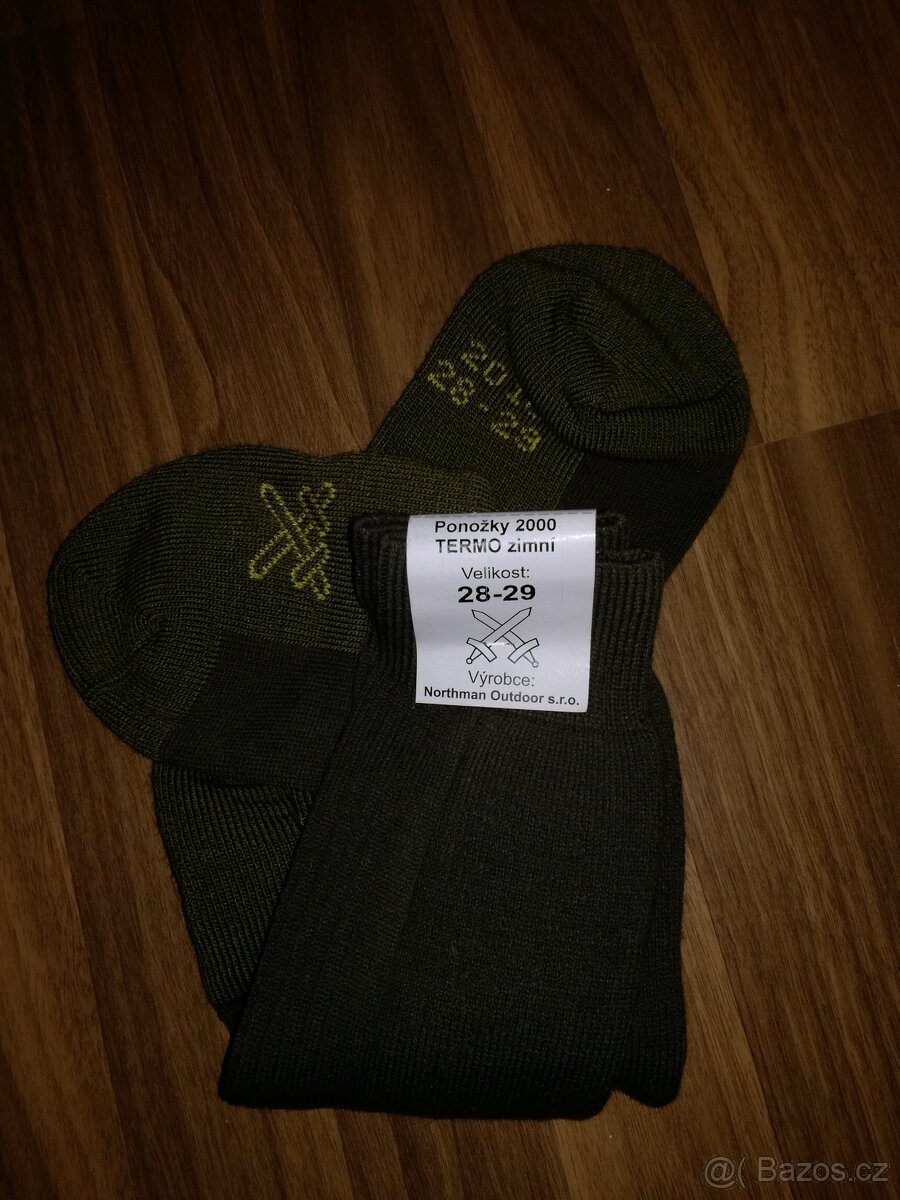 28-29
Ponožky 2000
TERMO zimní
Velikost:
28-29
Výrobce:
Northman Outdoor s.r.o.
@( Bazos.cz